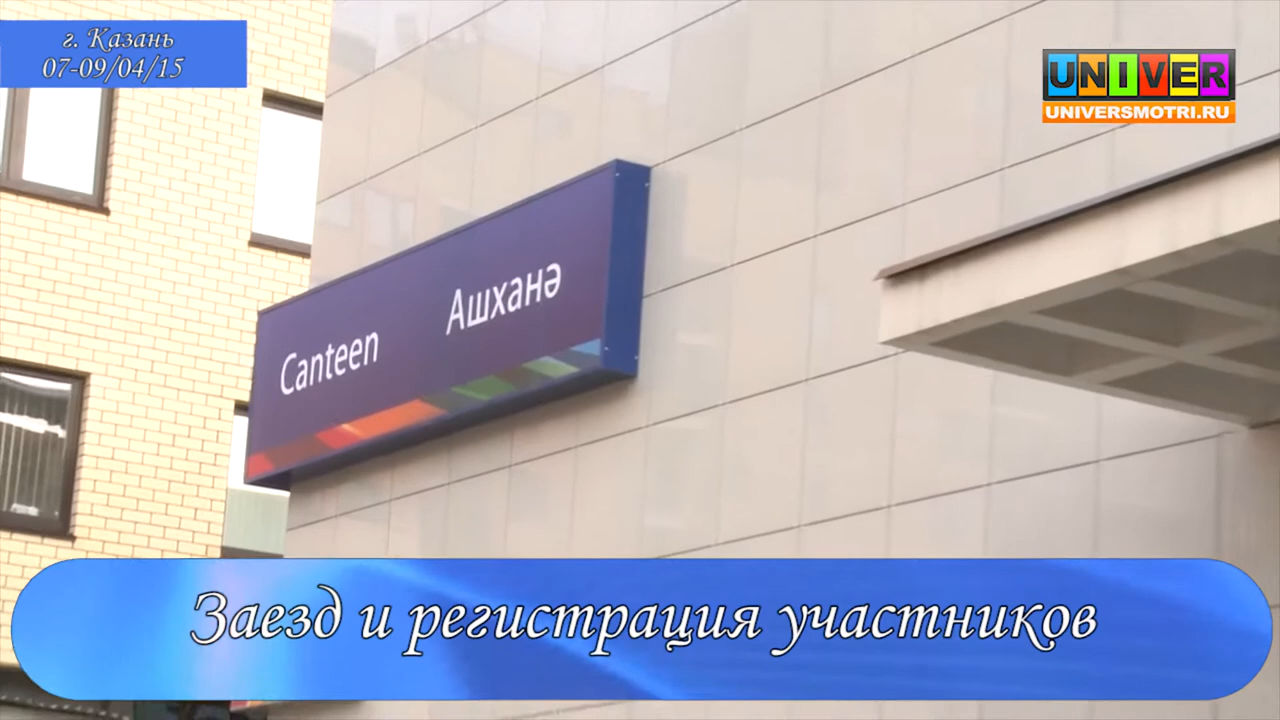 г. Казань
07-09/04/15
UNIVER
UNIVERSMOTRI.RU
Canteen Ашханә
Заезд и регистрация участников